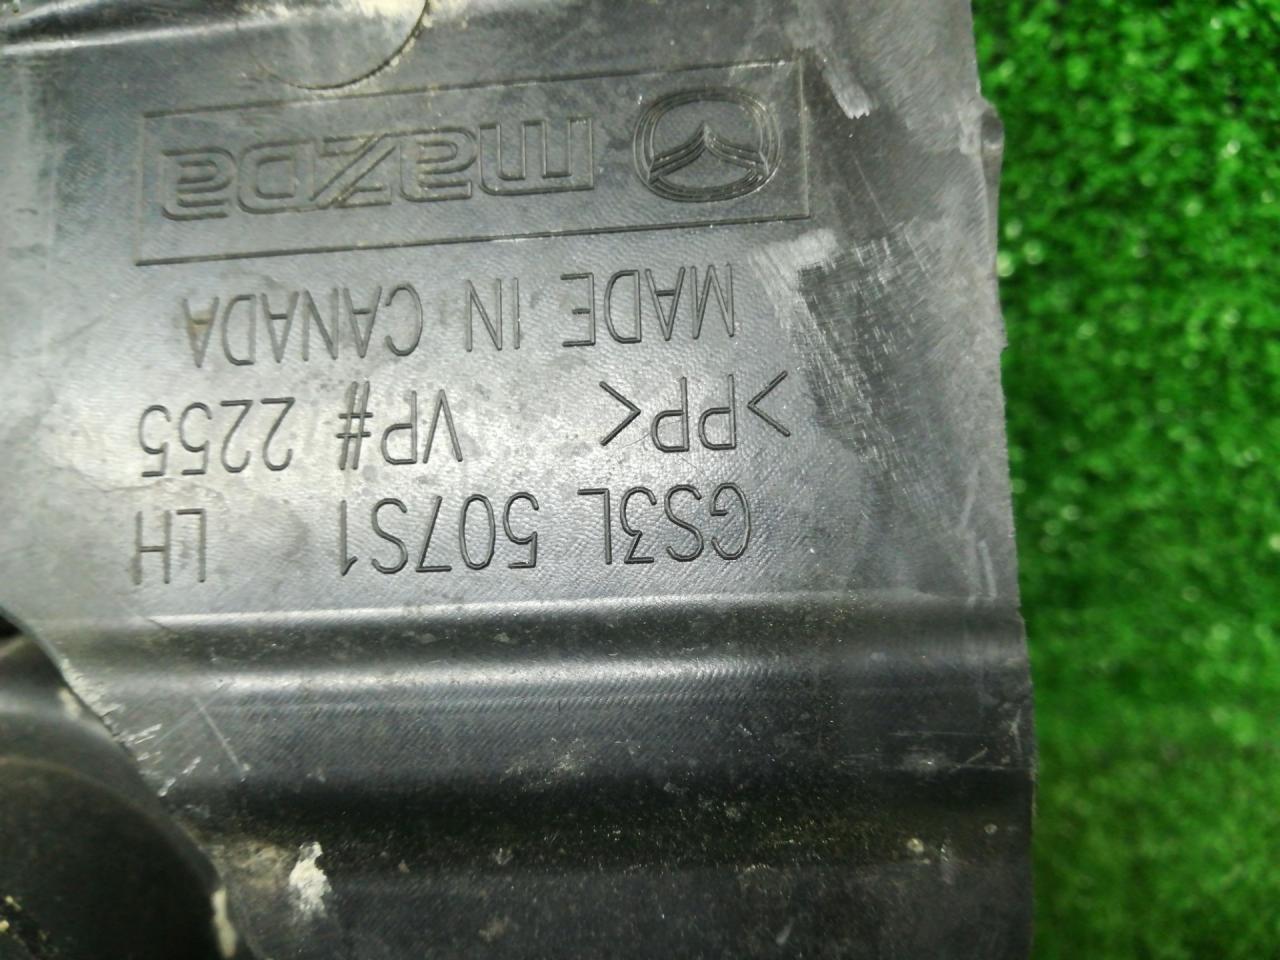 mazda
MADE IN CANADA
>PP< VP# 2255
GS3L 507S1 LH